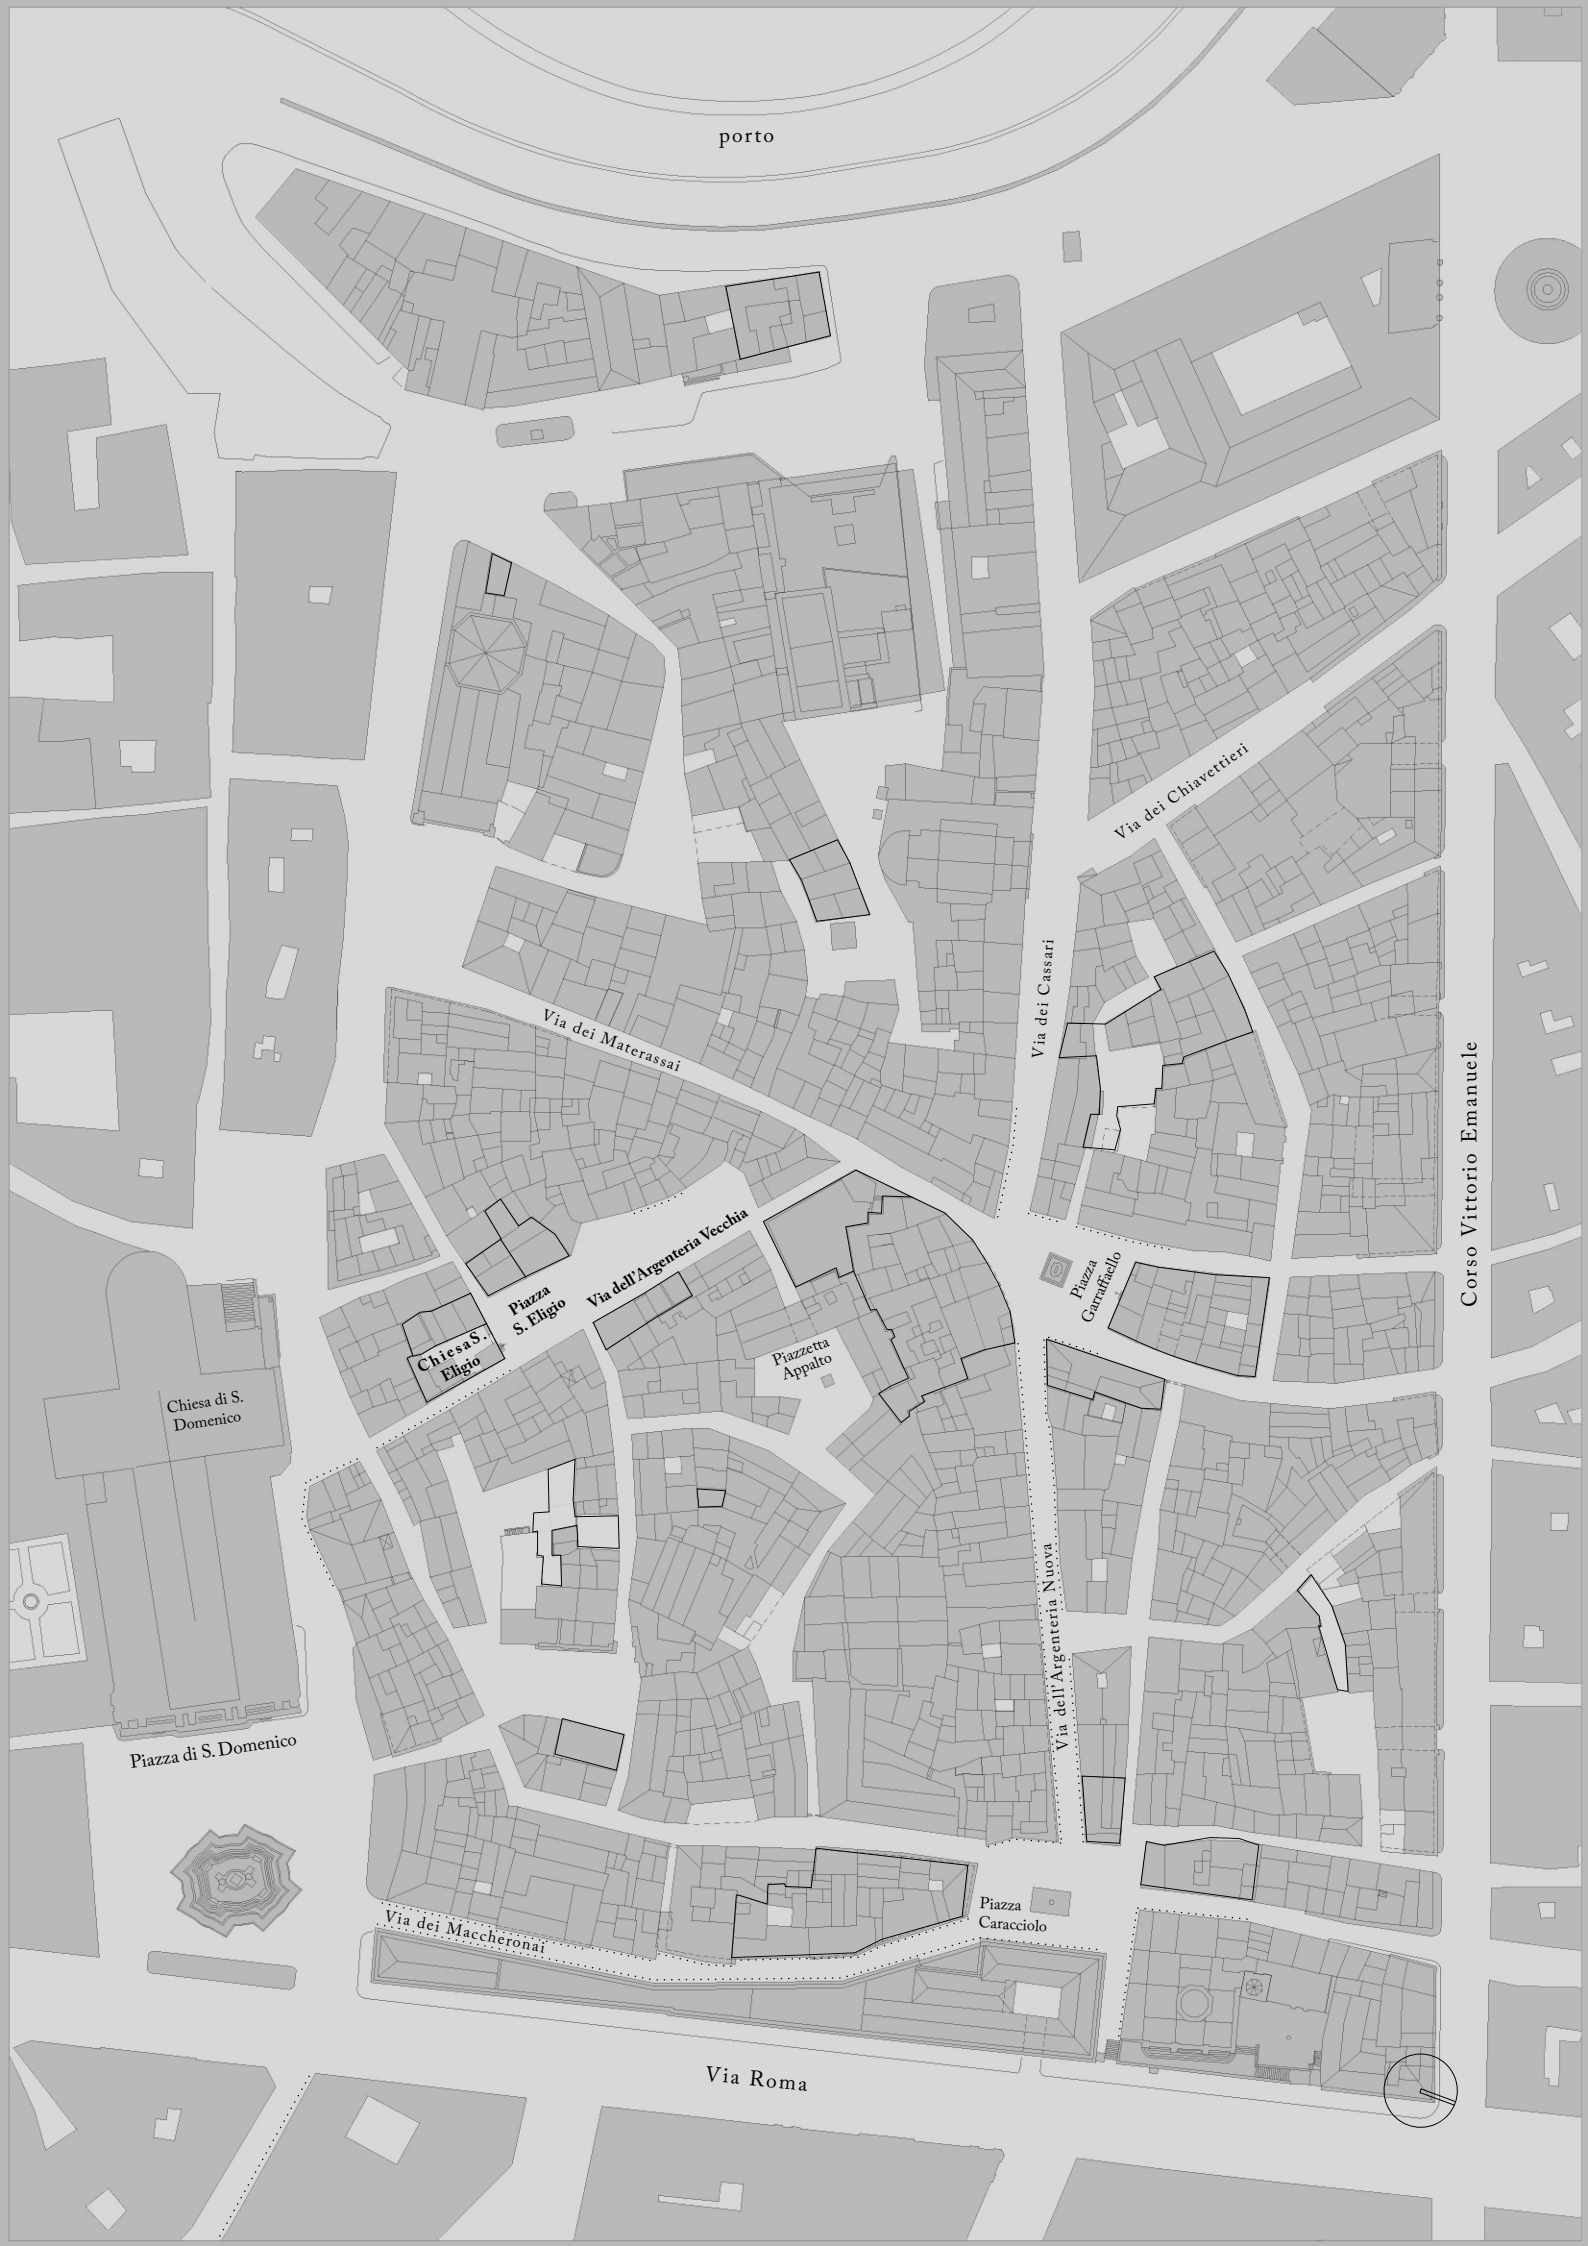 porto
Via dei Chiavettieri
Via dei Cassari
Via dei Materassai
Corso Vittorio Emanuele
Via dell'Argenteria Vecchia
Piazza
Garraffaello
Piazza
S. Eligio
Chiesa S.
Eligio
Piazzetta
Appalto
Chiesa di S.
Domenico
Via dell'Argenteria Nuova
Piazza di S. Domenico
Piazza
Caracciolo
Via dei Maccheronai
Via Roma